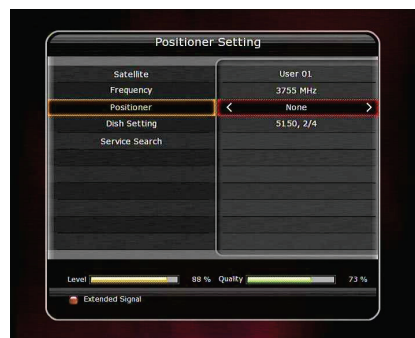 Positioner Setting
Satellite User 01
Frequency 3755 MHz
Positioner < None >
Dish Setting 5150, 2/4
Service Search
Level 88 % Quality 73 %
Extended Signal